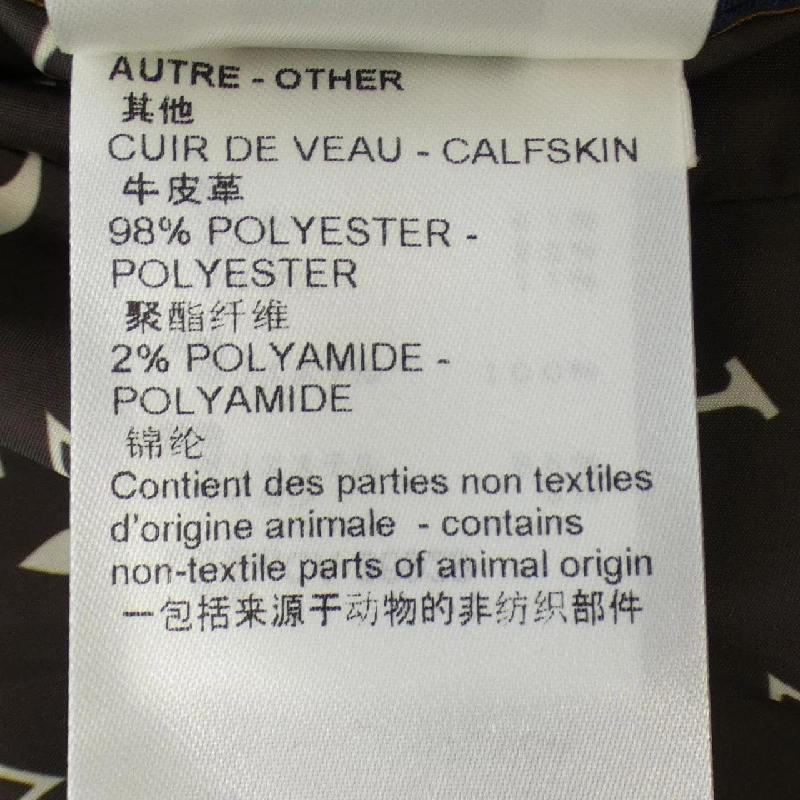 AUTRE - OTHER
其他
CUIR DE VEAU - CALFSKIN
牛皮革
98% POLYESTER -
POLYESTER
聚酯纤维
2% POLYAMIDE -
POLYAMIDE
锦纶
Contient des parties non textiles
d'origine animale - contains
non-textile parts of animal origin
一包括来源于动物的非纺织部件